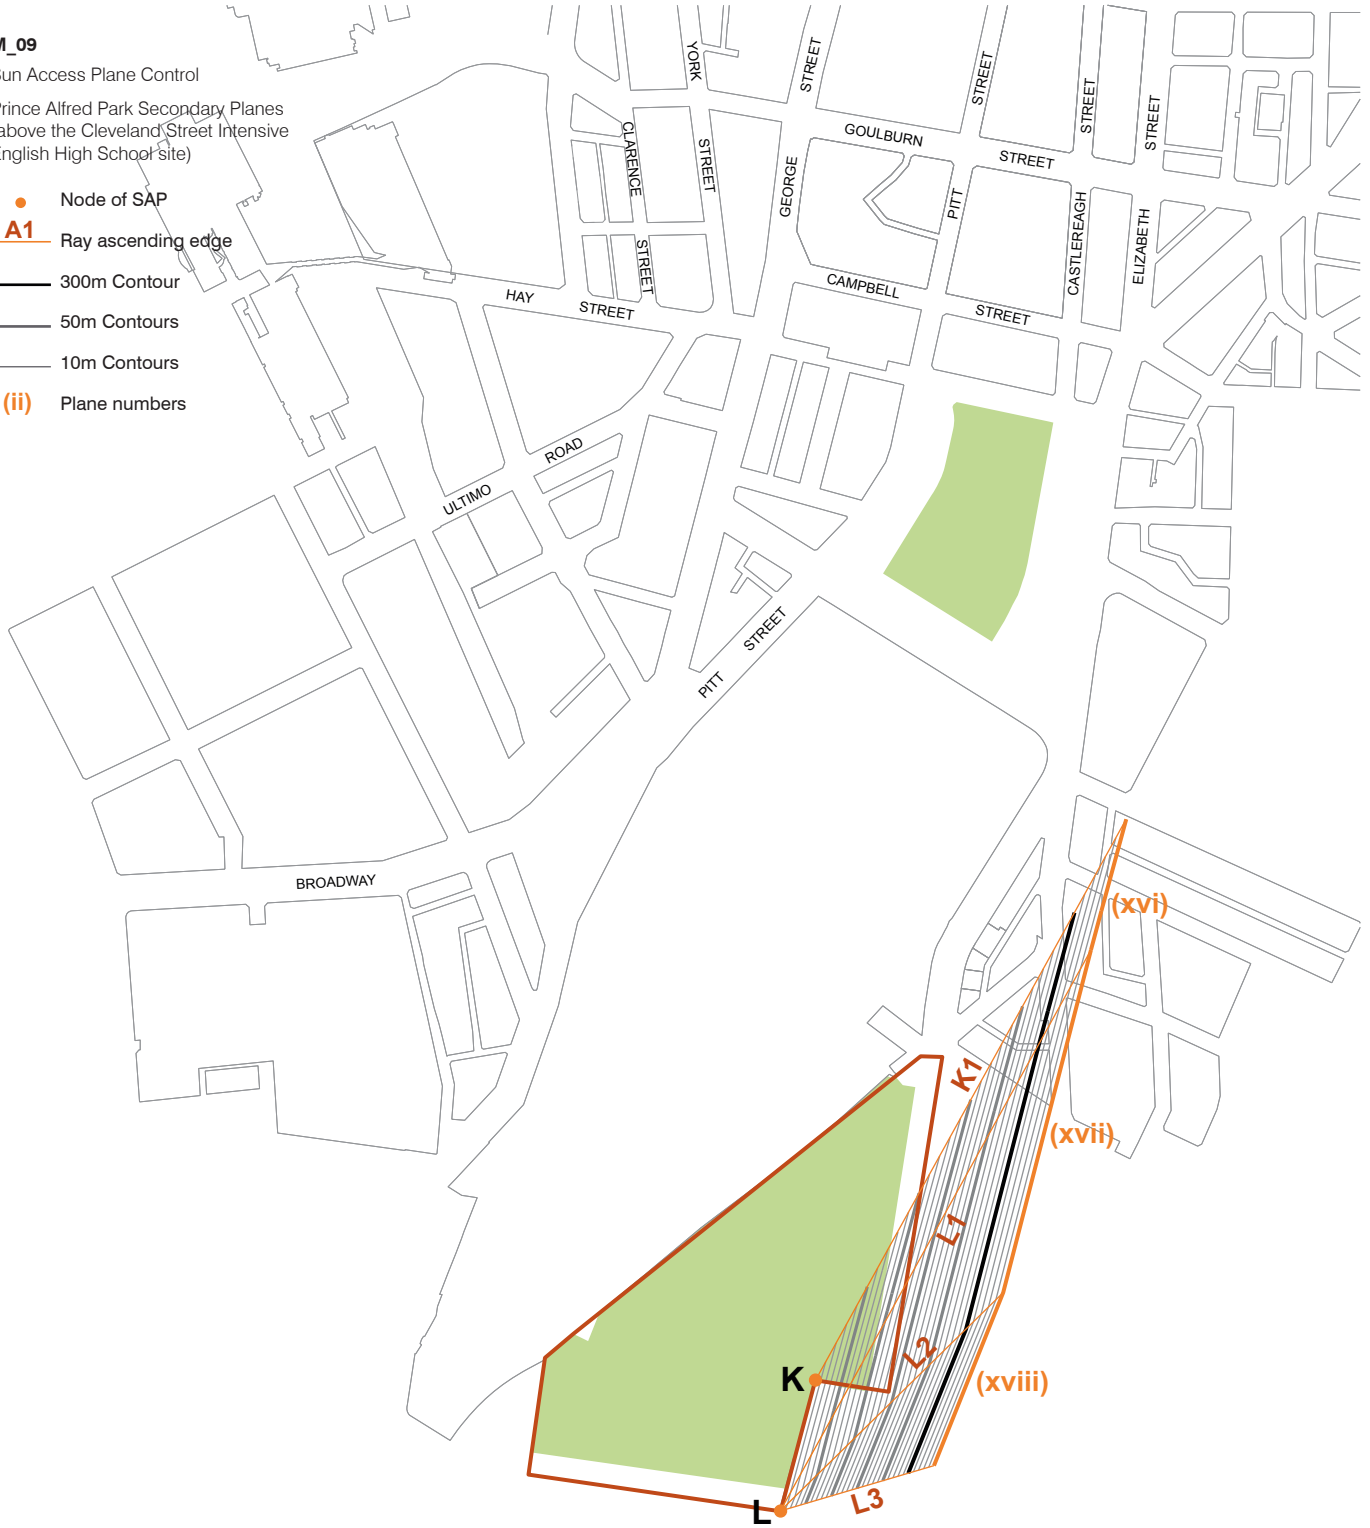 M_09
Sun Access Plane Control
Prince Alfred Park Secondary Planes
(above the Cleveland Street Intensive
English High School site)
Node of SAP
A1
Ray ascending edge
300m Contour
50m Contours
10m Contours
(ii)
Plane numbers
YORK
STREET
STREET
STREET
STREET
CLARENCE
STREET
GEORGE
GOULBURN
STREET
PITT
CASTLEREAGH
ELIZABETH
STREET
HAY
STREET
CAMPBELL
STREET
ROAD
ULTIMO
STREET
PITT
BROADWAY
(xvi)
K1
(xvii)
L1
L2
K
(xviii)
L3
L